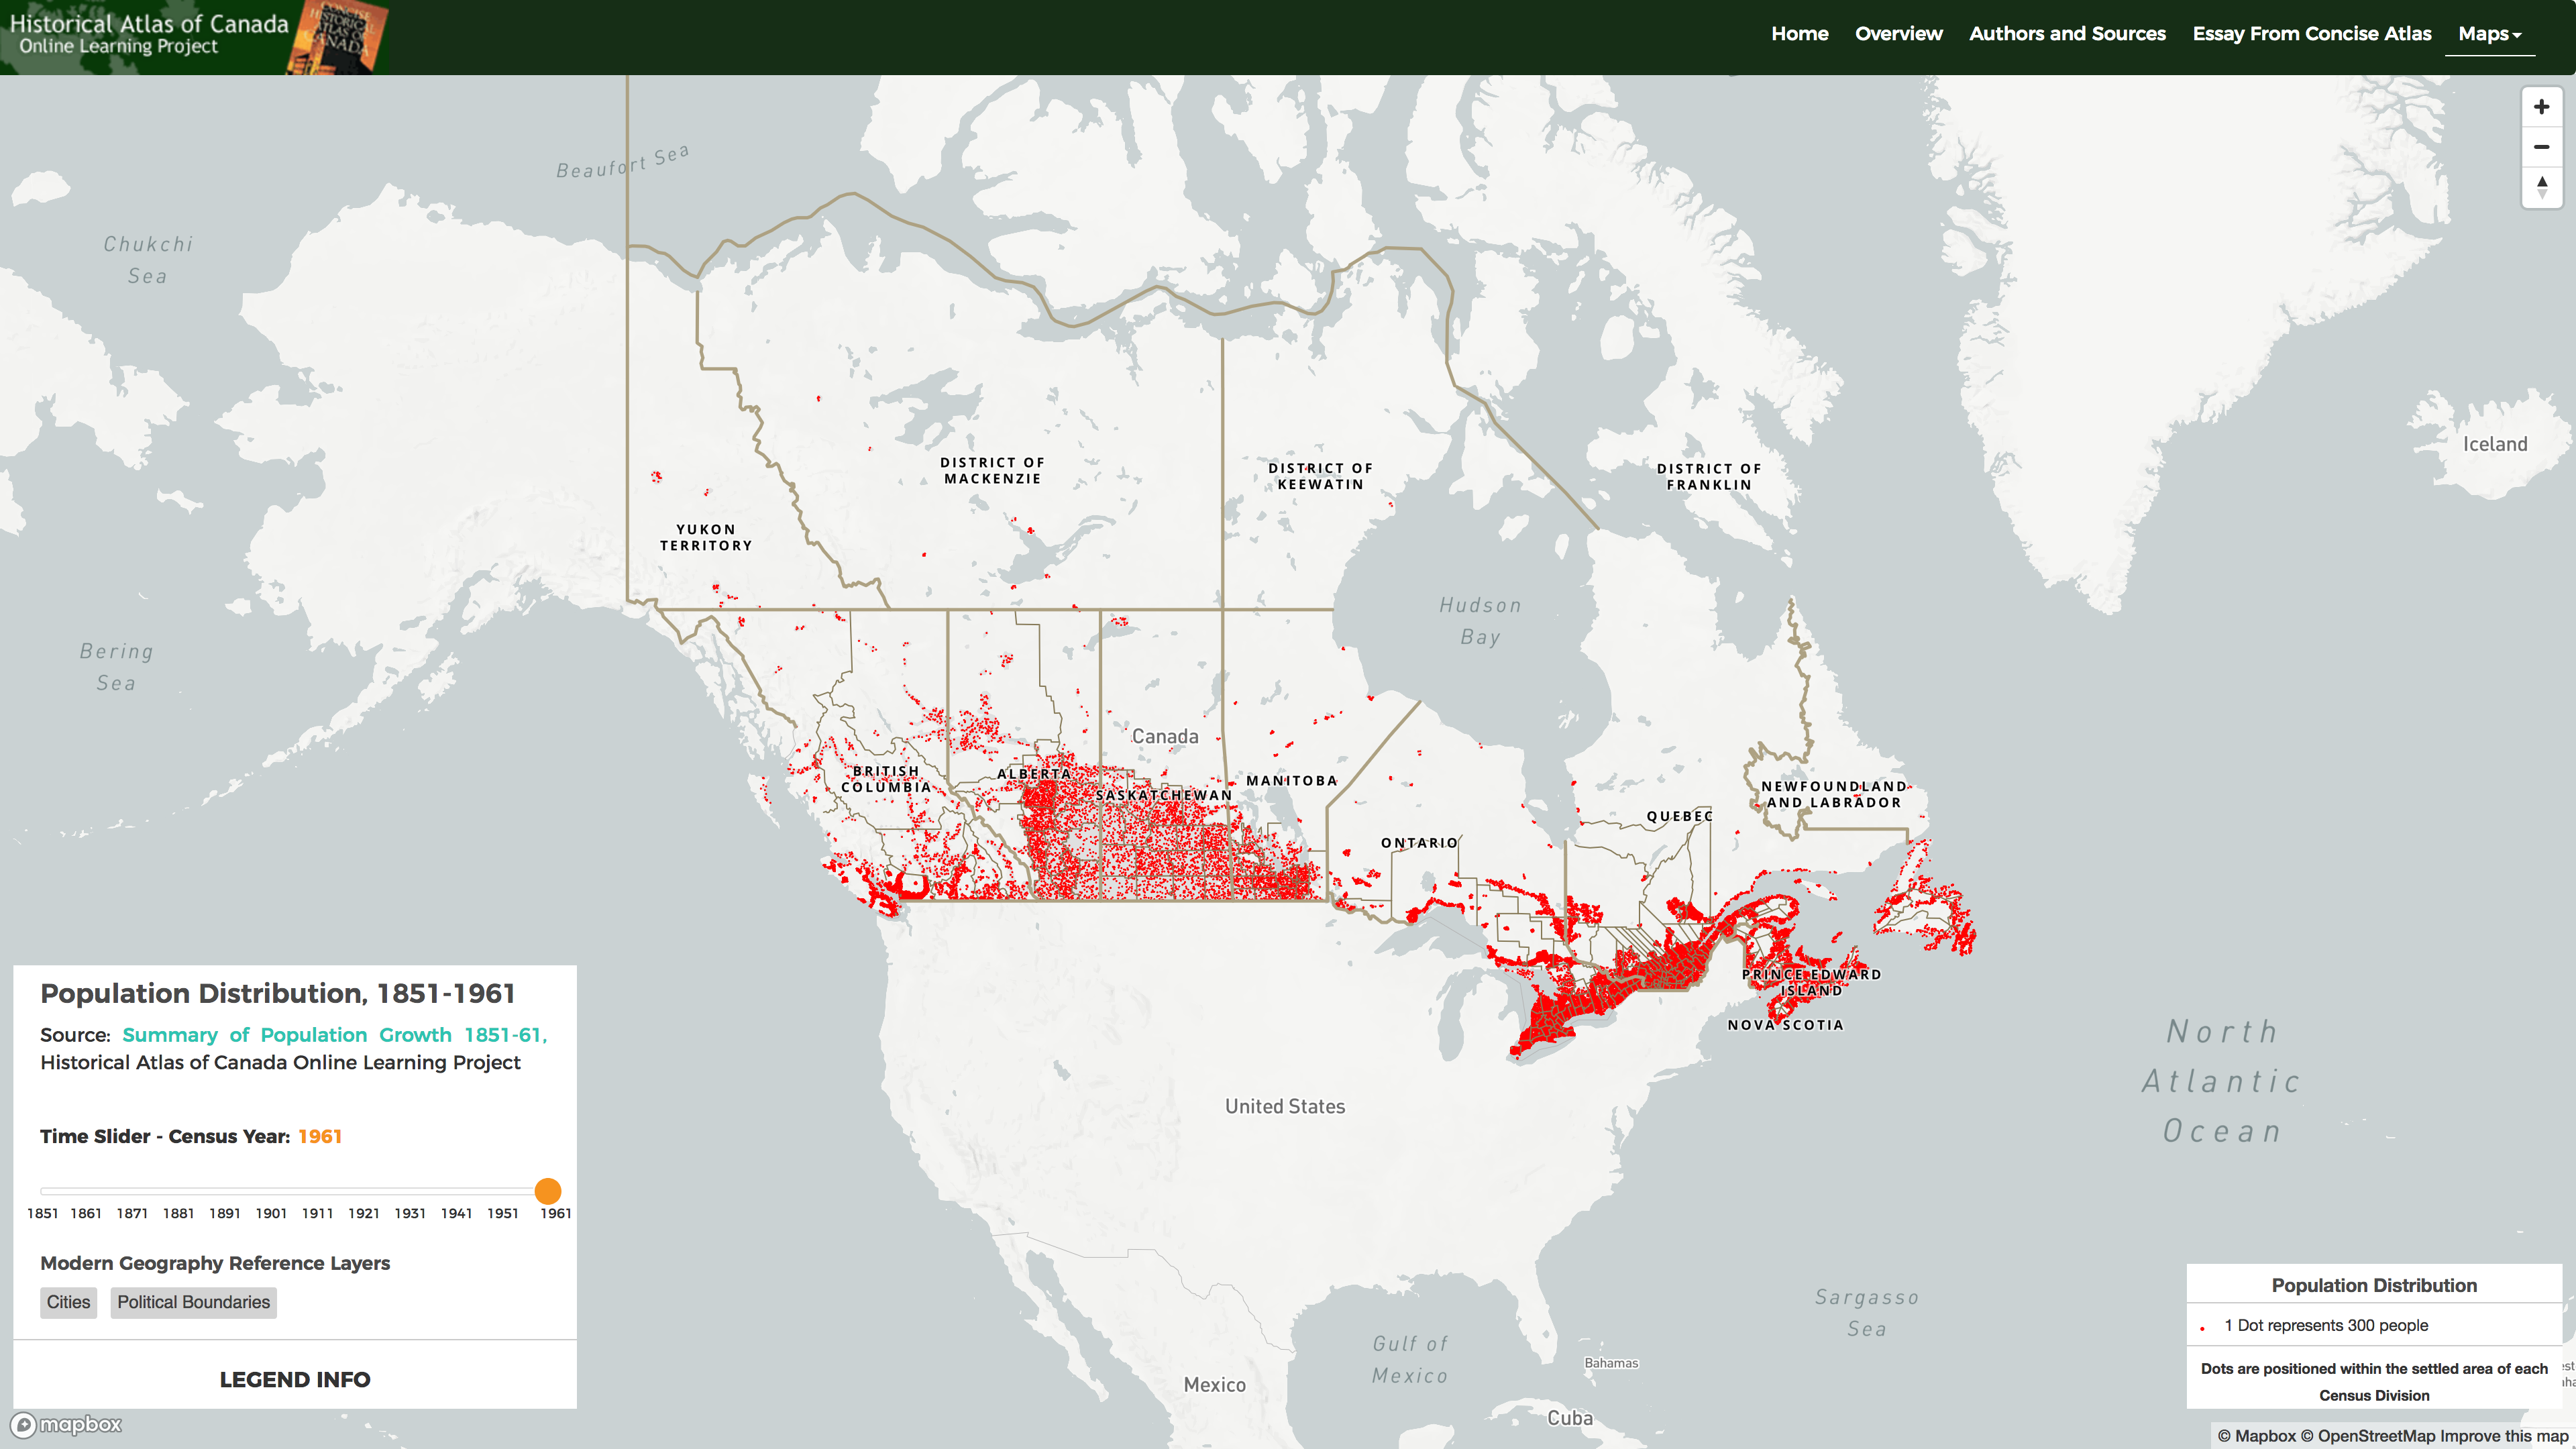 Historical Atlas of Canada
Online Learning Project
CONCISE
HISTORICAL
ATLAS OF
CANADA
Home
Overview
Authors and Sources
Essay From Concise Atlas
Maps
Beaufort Sea
Chukchi
Sea
Iceland
DISTRICT OF
MACKENZIE
DISTRICT OF
KEEWATIN
DISTRICT OF
FRANKLIN
YUKON
TERRITORY
Hudson
Bay
Bering
Sea
Canada
BRITISH
COLUMBIA
ALBERTA
SASKATCHEWAN
MANITOBA
ONTARIO
QUEBEC
NEWFOUNDLAND
AND LABRADOR
PRINCE EDWARD
ISLAND
NOVA SCOTIA
North
Atlantic
Ocean
United States
Sargasso
Sea
Gulf of
Mexico
Bahamas
Mexico
Cuba
Population Distribution, 1851-1961
Source: Summary of Population Growth 1851-61,
Historical Atlas of Canada Online Learning Project
Time Slider - Census Year: 1961
1851 1861 1871 1881 1891 1901 1911 1921 1931 1941 1951 1961
Modern Geography Reference Layers
Cities
Political Boundaries
LEGEND INFO
mapbox
Population Distribution
1 Dot represents 300 people
Dots are positioned within the settled area of each
Census Division
© Mapbox © OpenStreetMap Improve this map